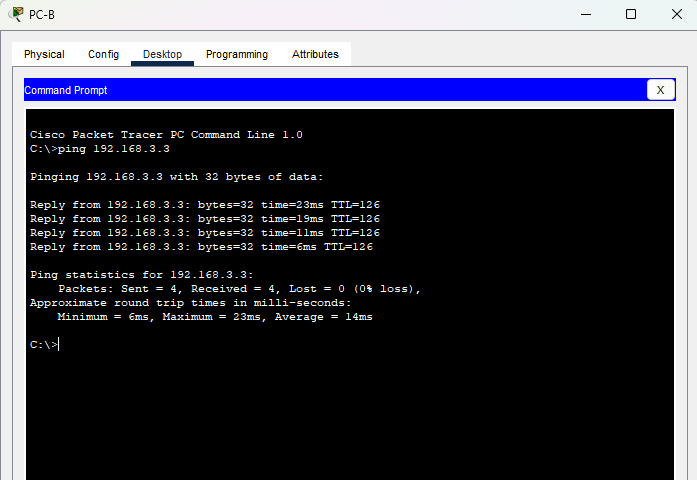 PC-B
Physical Config Desktop Programming Attributes
Command Prompt X
Cisco Packet Tracer PC Command Line 1.0
C:\>ping 192.168.3.3
Pinging 192.168.3.3 with 32 bytes of data:
Reply from 192.168.3.3: bytes=32 time=23ms TTL=126
Reply from 192.168.3.3: bytes=32 time=19ms TTL=126
Reply from 192.168.3.3: bytes=32 time=11ms TTL=126
Reply from 192.168.3.3: bytes=32 time=6ms TTL=126
Ping statistics for 192.168.3.3:
Packets: Sent = 4, Received = 4, Lost = 0 (0% loss),
Approximate round trip times in milli-seconds:
Minimum = 6ms, Maximum = 23ms, Average = 14ms
C:\>